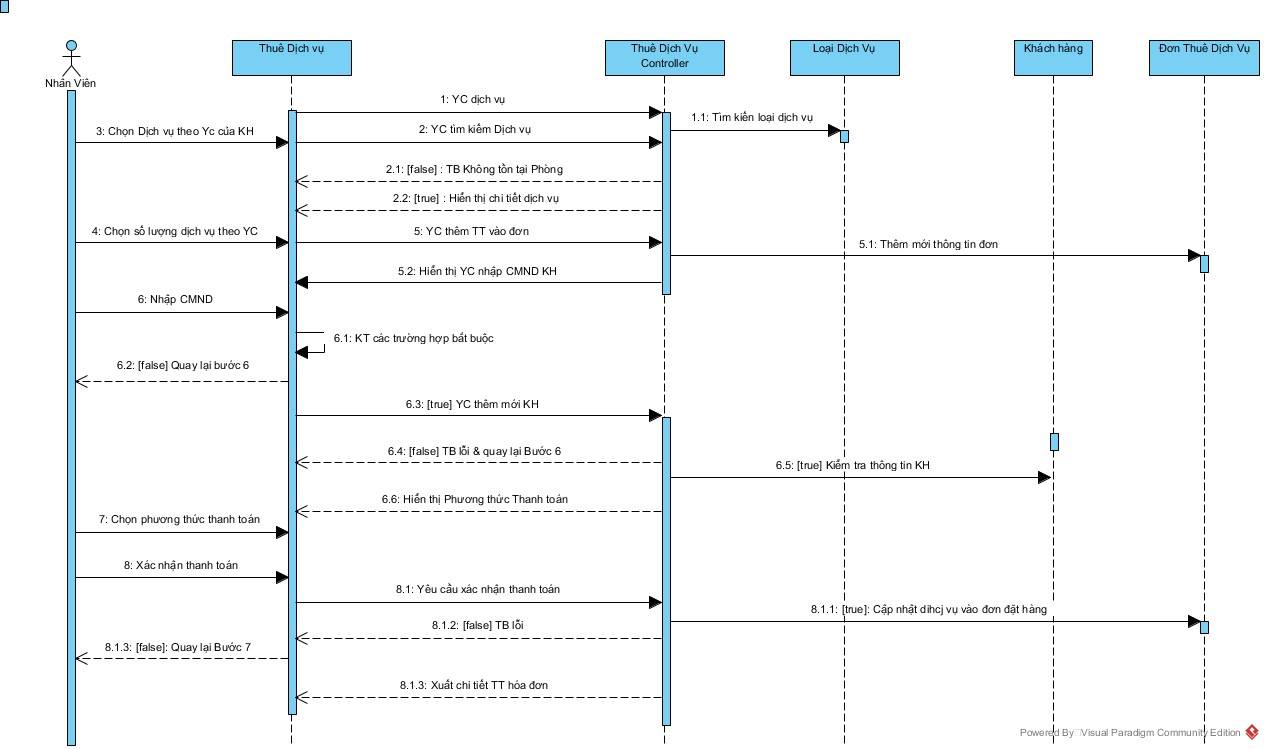 Thuê Dịch vụ
Thuê Dịch Vụ
Controller
Loại Dịch Vụ
Khách hàng
Đơn Thuê Dịch Vụ
Nhân Viên
1: YC dịch vụ
1.1: Tìm kiến loại dịch vụ
3: Chọn Dịch vụ theo Yc của KH
2: YC tìm kiếm Dịch vụ
2.1: [false] : TB Không tồn tại Phòng
2.2: [true] : Hiển thị chi tiết dịch vụ
4: Chọn số lượng dịch vụ theo YC
5: YC thêm TT vào đơn
5.1: Thêm mới thông tin đơn
5.2: Hiển thị YC nhập CMND KH
6: Nhập CMND
6.1: KT các trường hợp bắt buộc
6.2: [false] Quay lại bước 6
6.3: [true] YC thêm mới KH
6.4: [false] TB lỗi & quay lại Bước 6
6.5: [true] Kiểm tra thông tin KH
6.6: Hiển thị Phương thức Thanh toán
7: Chọn phương thức thanh toán
8: Xác nhận thanh toán
8.1: Yêu cầu xác nhận thanh toán
8.1.1: [true]: Cập nhật dihcj vụ vào đơn đặt hàng
8.1.2: [false] TB lỗi
8.1.3: [false]: Quay lại Bước 7
8.1.3: Xuất chi tiết TT hóa đơn
Powered By Visual Paradigm Community Edition